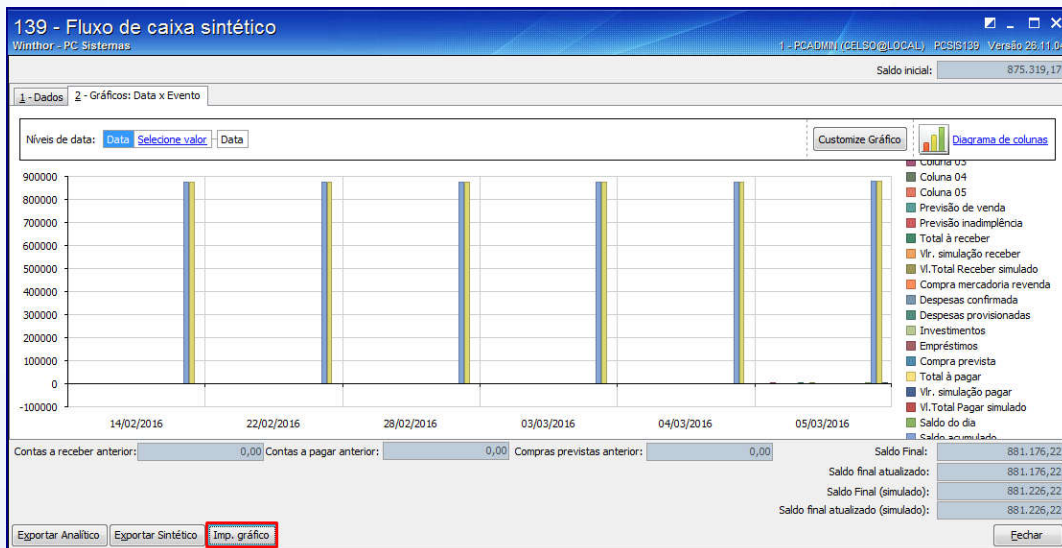 139 - Fluxo de caixa sintético
Winthor - PC Sistemas
1 - PCADMIN (CELSO@LOCAL) PCSIS139 Versão 26.11.04
Saldo inicial: 875.319,17
1 - Dados 2 - Gráficos: Data x Evento
Níveis de data: Data Selecione valor Data Customize Gráfico Diagrama de colunas
900000
800000
700000
600000
500000
400000
300000
200000
100000
0
-100000
14/02/2016 22/02/2016 28/02/2016 03/03/2016 04/03/2016 05/03/2016
Coluna 03
Coluna 04
Coluna 05
Previsão de venda
Previsão inadimplência
Total à receber
Vlr. simulação receber
Vl.Total Receber simulado
Compra mercadoria revenda
Despesas confirmada
Despesas provisionadas
Investimentos
Empréstimos
Compra prevista
Total à pagar
Vlr. simulação pagar
Vl.Total Pagar simulado
Saldo do dia
Saldo acumulado
Contas a receber anterior: 0,00 Contas a pagar anterior: 0,00 Compras previstas anterior: 0,00 Saldo Final: 881.176,22
Saldo final atualizado: 881.176,22
Saldo Final (simulado): 881.226,22
Saldo final atualizado (simulado): 881.226,22
Exportar Analítico Exportar Sintético Imp. gráfico Fechar